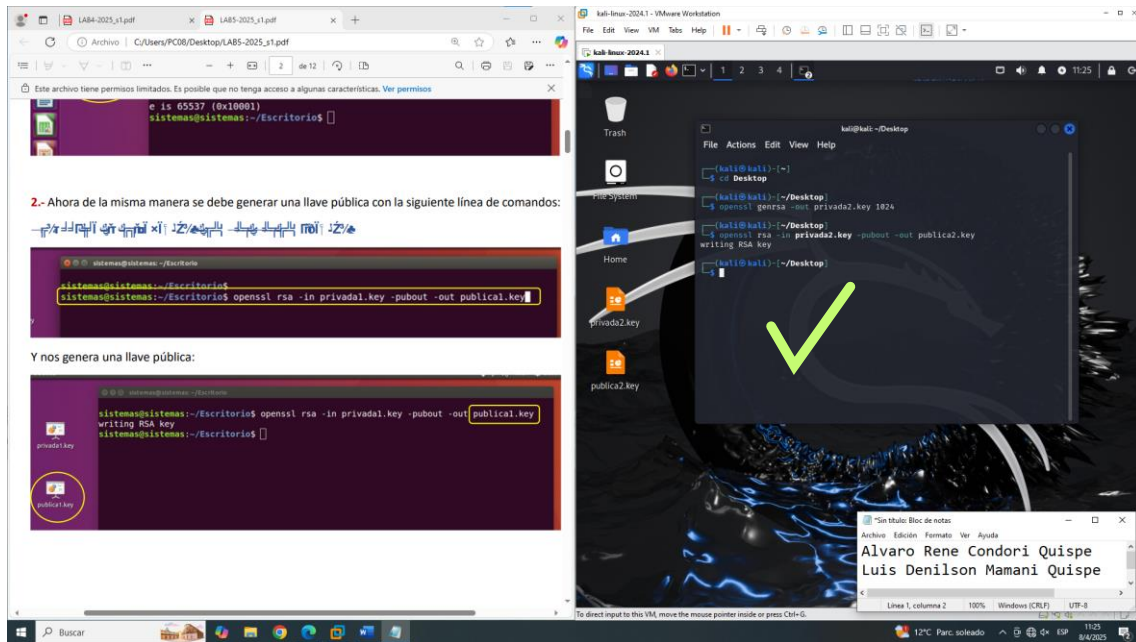 LAB4-2025_s1.pdf
LAB5-2025_s1.pdf
Archivo
C:/Users/PC08/Desktop/LAB5-2025_s1.pdf
2 de 12
Este archivo tiene permisos limitados. Es posible que no tenga acceso a algunas características. Ver permisos
e is 65537 (0x10001)
sistemas@sistemas:~/Escritorio$
2.- Ahora de la misma manera se debe generar una llave pública con la siguiente línea de comandos:
sistemas@sistemas: ~/Escritorio
sistemas@sistemas:~/Escritorio$
sistemas@sistemas:~/Escritorio$ openssl rsa -in privada1.key -pubout -out publica1.key
Y nos genera una llave pública:
sistemas@sistemas: ~/Escritorio
sistemas@sistemas:~/Escritorio$ openssl rsa -in privada1.key -pubout -out publica1.key
writing RSA key
sistemas@sistemas:~/Escritorio$
privada1.key
publica1.key
kali-linux-2024.1 - VMware Workstation
File Edit View VM Tabs Help
kali-linux-2024.1
1 2 3 4
11:25
Trash
File System
Home
privada2.key
publica2.key
kali@kali: ~/Desktop
File Actions Edit View Help
(kali㉿kali)-[~]
$ cd Desktop
(kali㉿kali)-[~/Desktop]
$ openssl genrsa -out privada2.key 1024
(kali㉿kali)-[~/Desktop]
$ openssl rsa -in privada2.key -pubout -out publica2.key
writing RSA key
(kali㉿kali)-[~/Desktop]
$
*Sin título: Bloc de notas
Archivo Edición Formato Ver Ayuda
Alvaro Rene Condori Quispe
Luis Denilson Mamani Quispe
Línea 1, columna 2 100% Windows (CRLF) UTF-8
To direct input to this VM, move the mouse pointer inside or press Ctrl+G.
Buscar
12°C Parc. soleado
ESP
11:25
8/4/2025